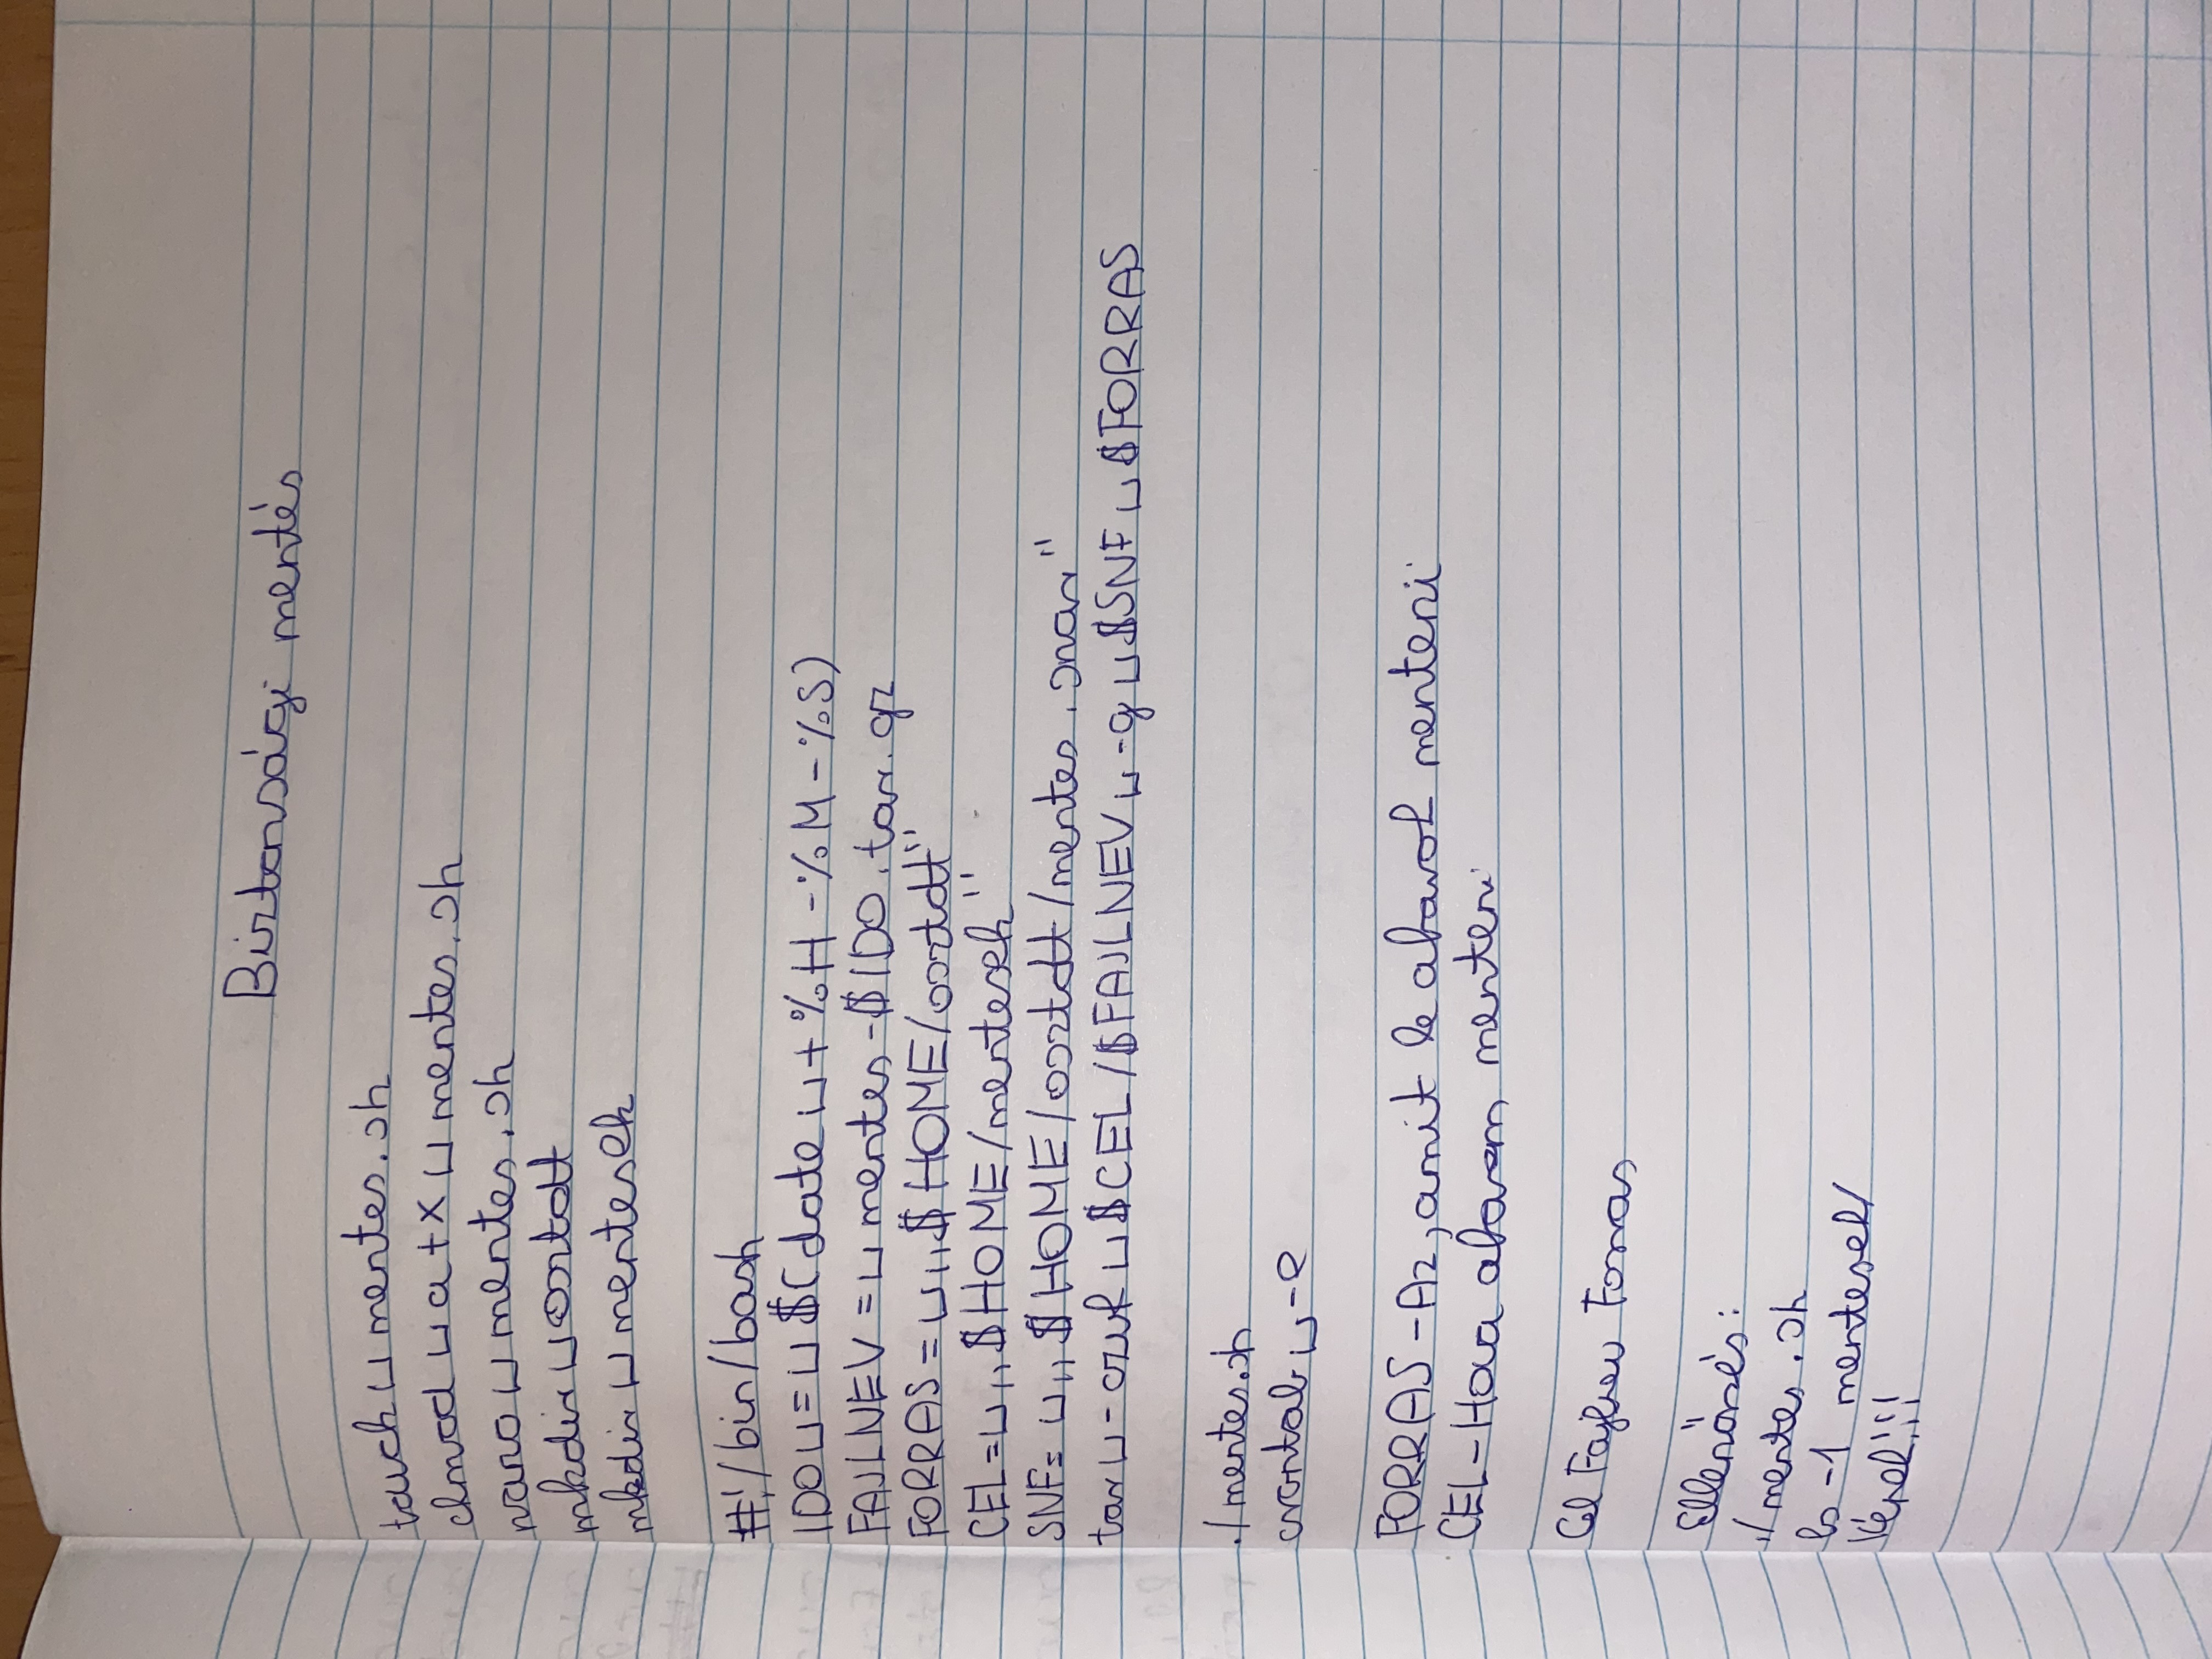 Biztonsági mentés
touch ␣ mentes.sh
chmod ␣ a+x ␣ mentes.sh
nano ␣ mentes.sh
mkdir ␣ osztott
mkdir ␣ mentesek
#!/bin/bash
IDO ␣ = ␣ $(date ␣ +%H-%M-%S)
FAJLNEV = ␣ mentes-$IDO.tar.gz
FORRAS = ␣ „$HOME/osztott"
CEL= ␣ „$HOME/mentesek"
SNF= ␣ „$HOME/osztott/mentes.snar"
tar ␣ -czvf ␣ $CEL/$FAJLNEV ␣ -g ␣ $SNF ␣ $FORRAS
./mentes.sh
crontab ␣ -e
FORRAS - Az, amit le akarok menteni
CEL - Hova akarom menteni
Cel Fajlnev Forras
Ellenőrzés:
./mentes.sh
ls -1 mentesek/
Képek!!!